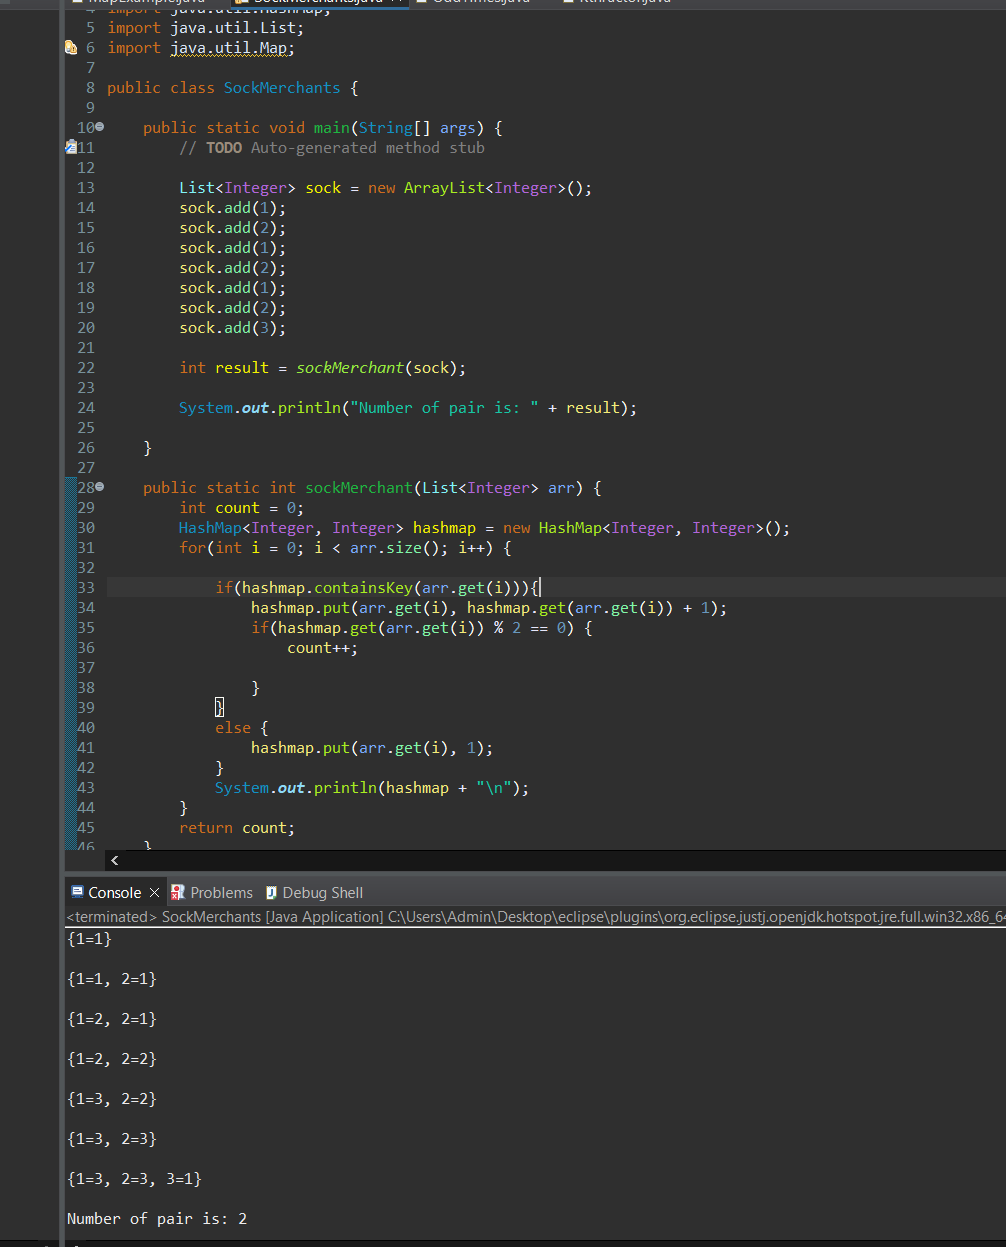 MapExample.java SockMerchants.java OddTimes.java
4 import java.util.HashMap;
5 import java.util.List;
6 import java.util.Map;
7
8 public class SockMerchants {
9
10 public static void main(String[] args) {
11 // TODO Auto-generated method stub
12
13 List<Integer> sock = new ArrayList<Integer>();
14 sock.add(1);
15 sock.add(2);
16 sock.add(1);
17 sock.add(2);
18 sock.add(1);
19 sock.add(2);
20 sock.add(3);
21
22 int result = sockMerchant(sock);
23
24 System.out.println("Number of pair is: " + result);
25
26 }
27
28 public static int sockMerchant(List<Integer> arr) {
29 int count = 0;
30 HashMap<Integer, Integer> hashmap = new HashMap<Integer, Integer>();
31 for(int i = 0; i < arr.size(); i++) {
32
33 if(hashmap.containsKey(arr.get(i))){
34 hashmap.put(arr.get(i), hashmap.get(arr.get(i)) + 1);
35 if(hashmap.get(arr.get(i)) % 2 == 0) {
36 count++;
37
38 }
39 }
40 else {
41 hashmap.put(arr.get(i), 1);
42 }
43 System.out.println(hashmap + "\n");
44 }
45 return count;
46 }
Console Problems Debug Shell
<terminated> SockMerchants [Java Application] C:\Users\Admin\Desktop\eclipse\plugins\org.eclipse.justj.openjdk.hotspot.jre.full.win32.x86_64
{1=1}
{1=1, 2=1}
{1=2, 2=1}
{1=2, 2=2}
{1=3, 2=2}
{1=3, 2=3}
{1=3, 2=3, 3=1}
Number of pair is: 2